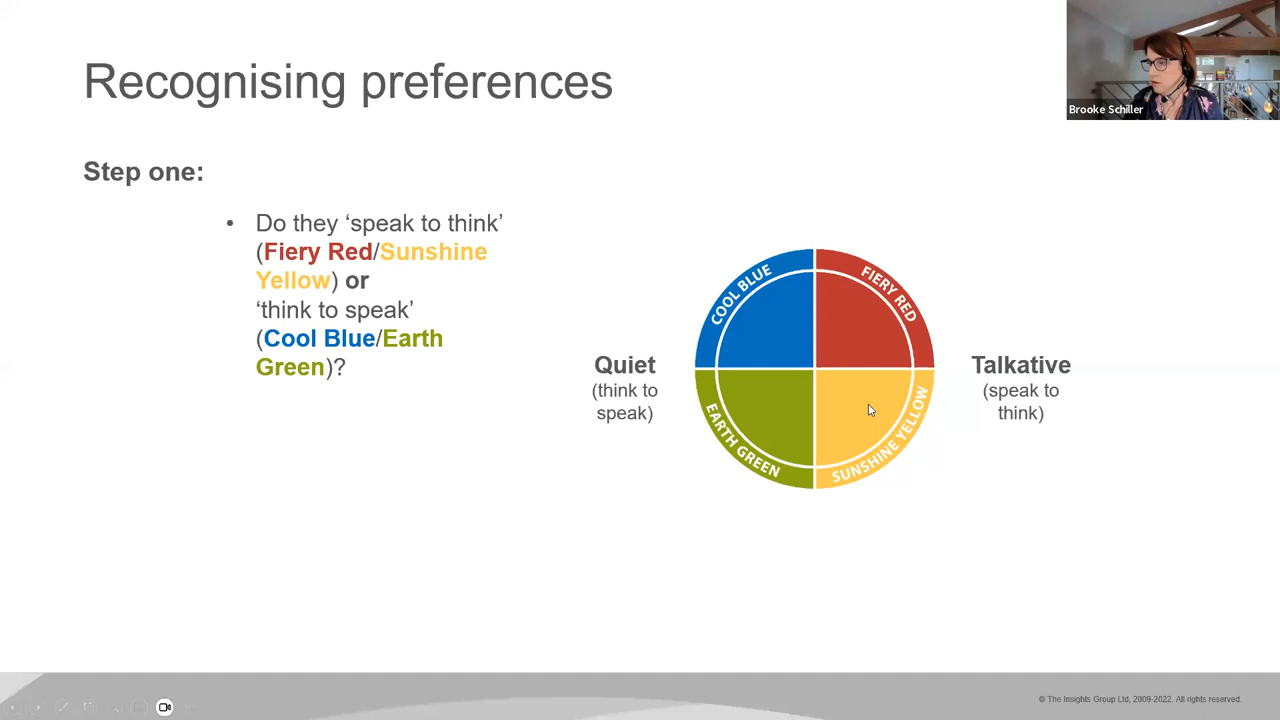 Recognising preferences
Brooke Schiller
Step one:
• Do they ‘speak to think’
(Fiery Red/Sunshine
Yellow) or
‘think to speak’
(Cool Blue/Earth
Green)?
COOL BLUE
FIERY RED
EARTH GREEN
SUNSHINE YELLOW
Quiet
(think to
speak)
Talkative
(speak to
think)
© The Insights Group Ltd, 2009-2022. All rights reserved.